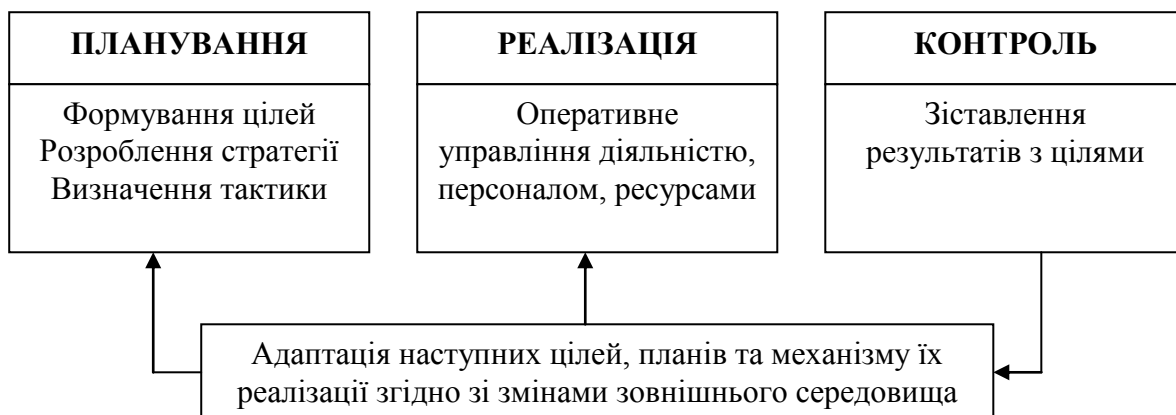 ПЛАНУВАННЯ
Формування цілей
Розроблення стратегії
Визначення тактики
РЕАЛІЗАЦІЯ
Оперативне
управління діяльністю,
персоналом, ресурсами
КОНТРОЛЬ
Зіставлення
результатів з цілями
Адаптація наступних цілей, планів та механізму їх
реалізації згідно зі змінами зовнішнього середовища